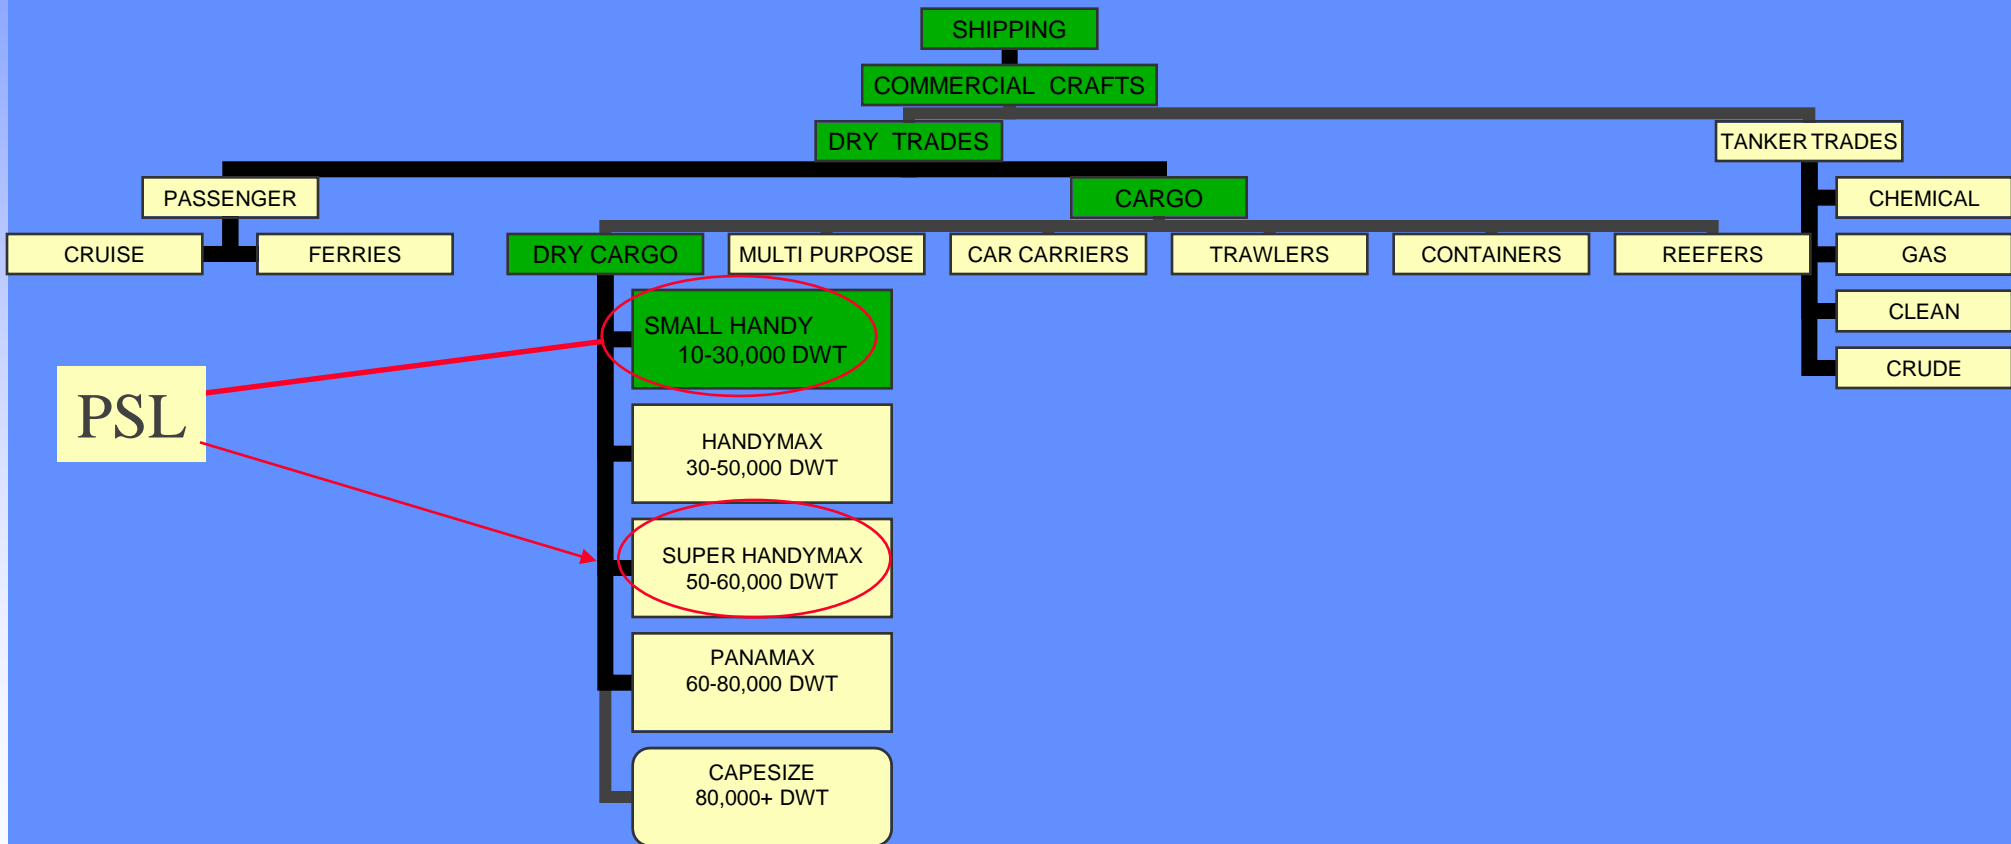 SHIPPING
COMMERCIAL CRAFTS
DRY TRADES
TANKER TRADES
PASSENGER
CARGO
CHEMICAL
CRUISE
FERRIES
DRY CARGO
MULTI PURPOSE
CAR CARRIERS
TRAWLERS
CONTAINERS
REEFERS
GAS
SMALL HANDY
10-30,000 DWT
CLEAN
CRUDE
PSL
HANDYMAX
30-50,000 DWT
SUPER HANDYMAX
50-60,000 DWT
PANAMAX
60-80,000 DWT
CAPESIZE
80,000+ DWT